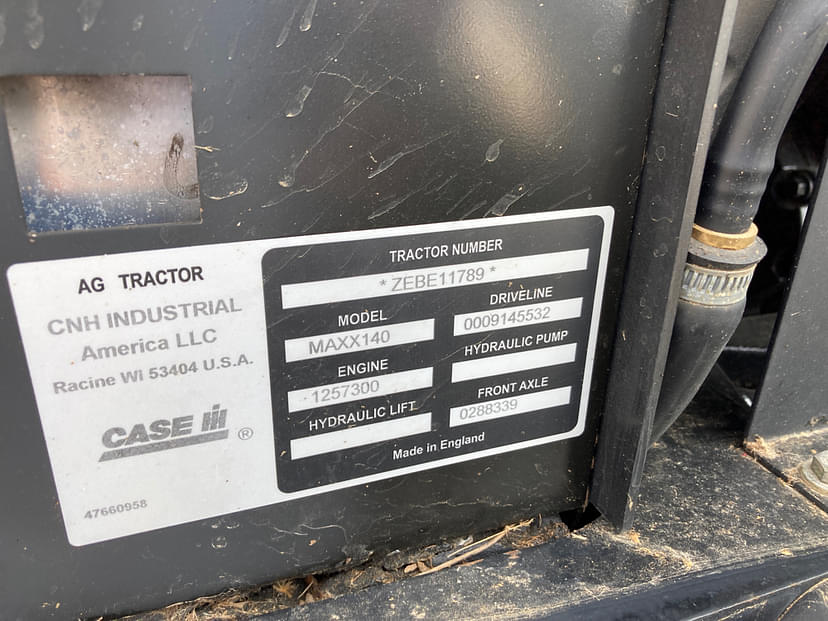 AG TRACTOR
CNH INDUSTRIAL
America LLC
Racine WI 53404 U.S.A.
CASE IH ®
47660958
TRACTOR NUMBER
*ZEBE11789*
MODEL
MAXX140
DRIVELINE
0009145532
ENGINE
1257300
HYDRAULIC PUMP
HYDRAULIC LIFT
FRONT AXLE
0288339
Made in England